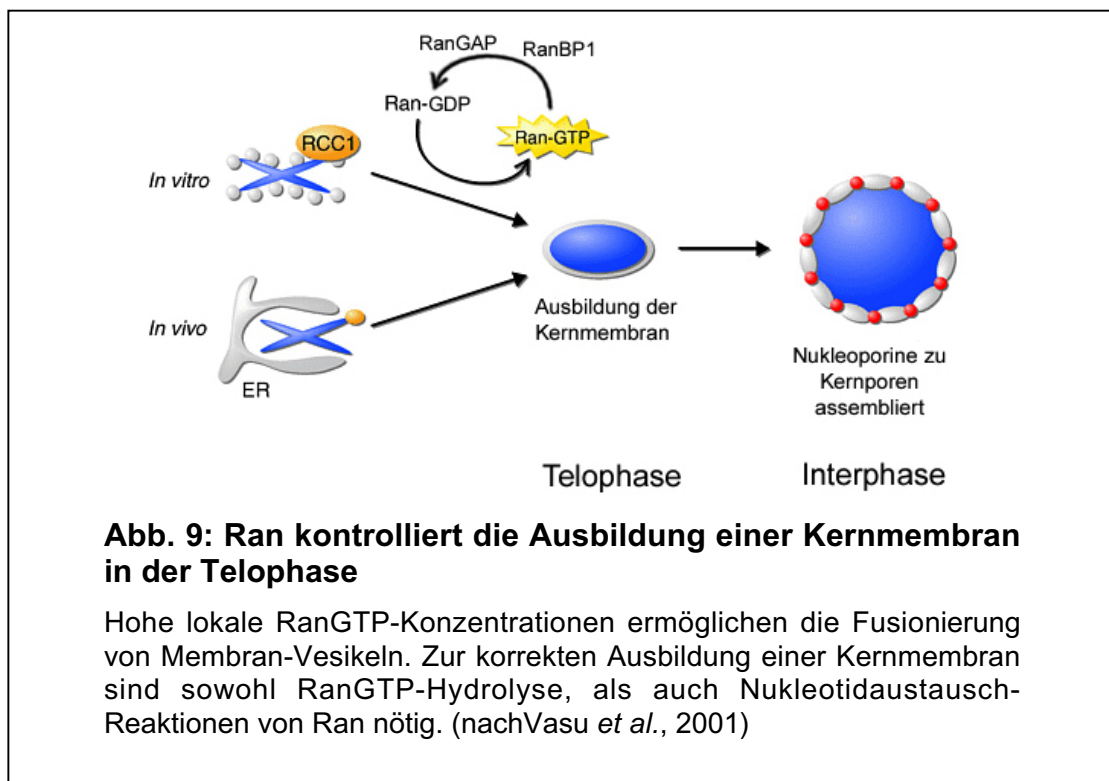 RanGAP
RanBP1
Ran-GDP
Ran-GTP
RCC1
In vitro
In vivo
ER
Ausbildung der
Kernmembran
Nukleoporine zu
Kernporen
assembliert
Telophase
Interphase
Abb. 9: Ran kontrolliert die Ausbildung einer Kernmembran
in der Telophase
Hohe lokale RanGTP-Konzentrationen ermöglichen die Fusionierung
von Membran-Vesikeln. Zur korrekten Ausbildung einer Kernmembran
sind sowohl RanGTP-Hydrolyse, als auch Nukleotidaustausch-
Reaktionen von Ran nötig. (nachVasu et al., 2001)